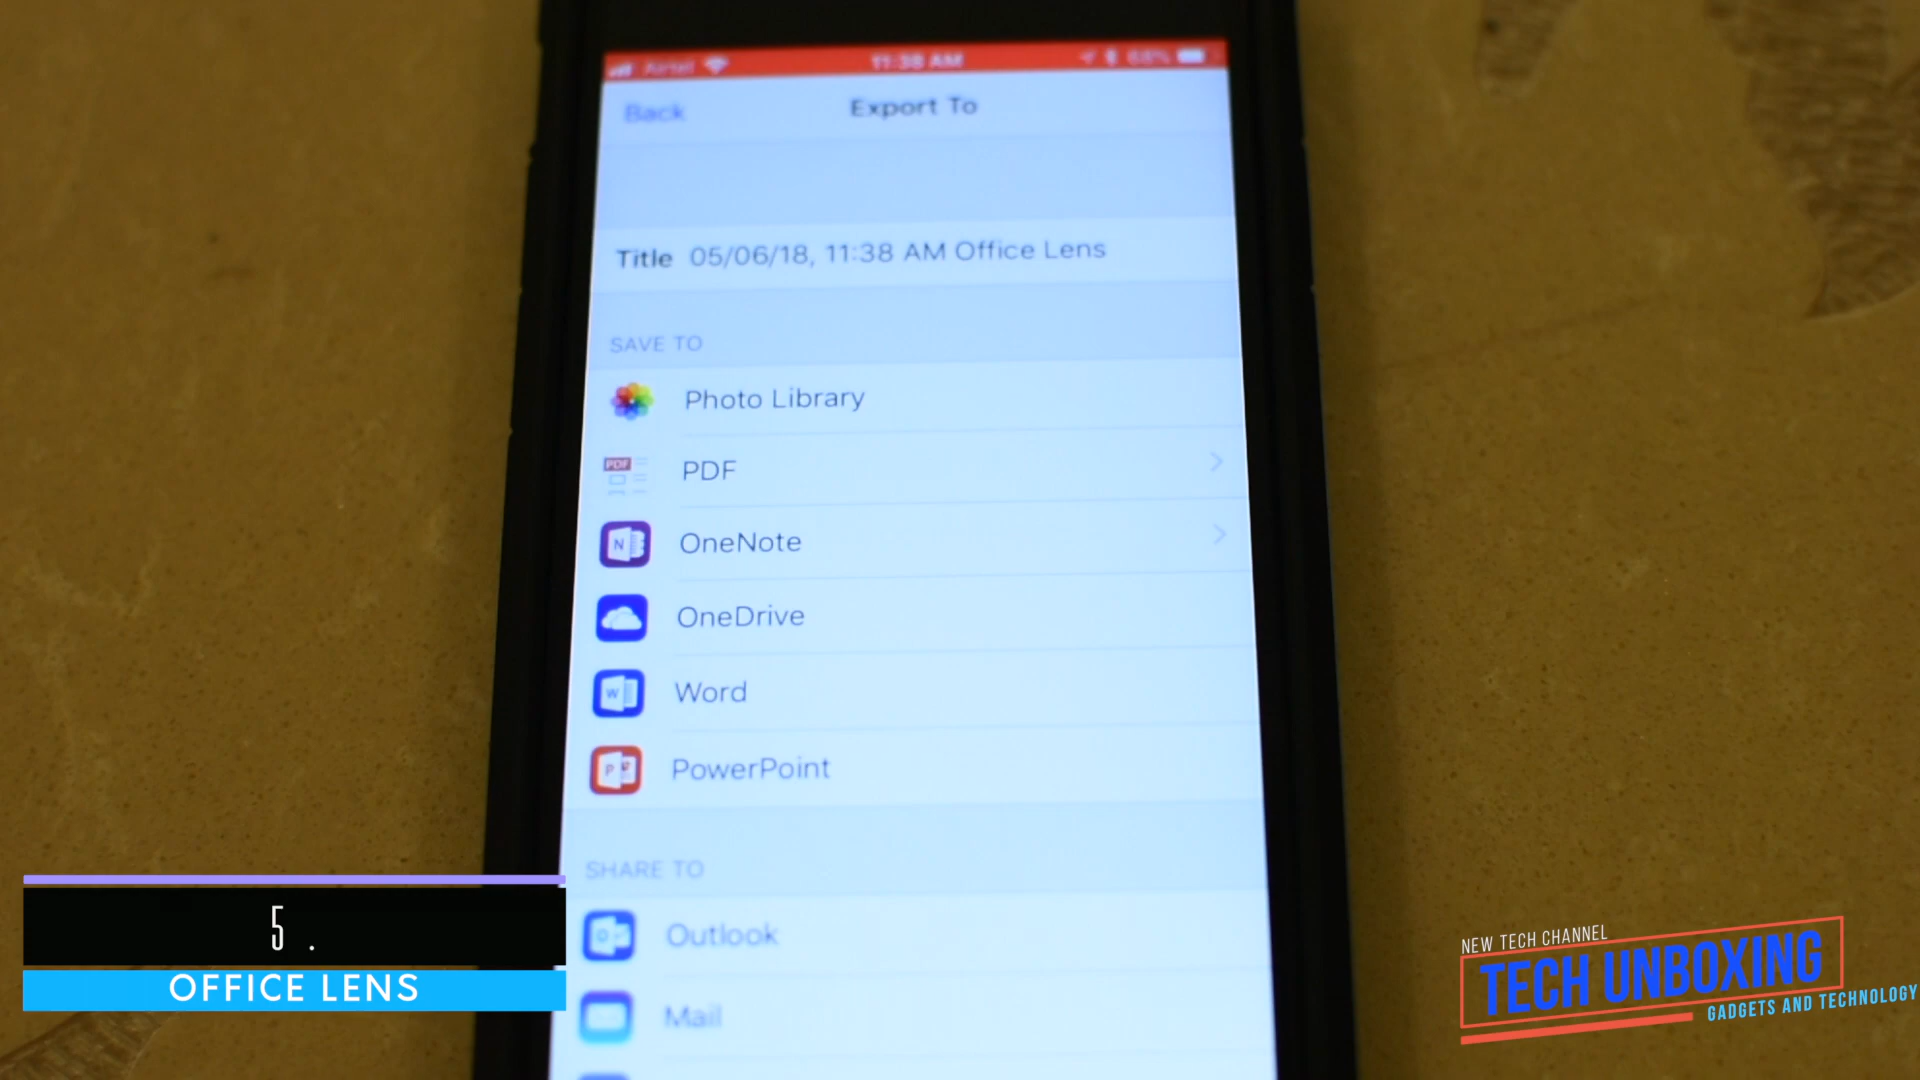 Airtel 11:38 AM 68%
Back Export To
Title 05/06/18, 11:38 AM Office Lens
SAVE TO
Photo Library
PDF PDF
N OneNote
OneDrive
W Word
P PowerPoint
SHARE TO
Outlook
Mail
5 .
OFFICE LENS
NEW TECH CHANNEL
TECH UNBOXING
GADGETS AND TECHNOLOGY